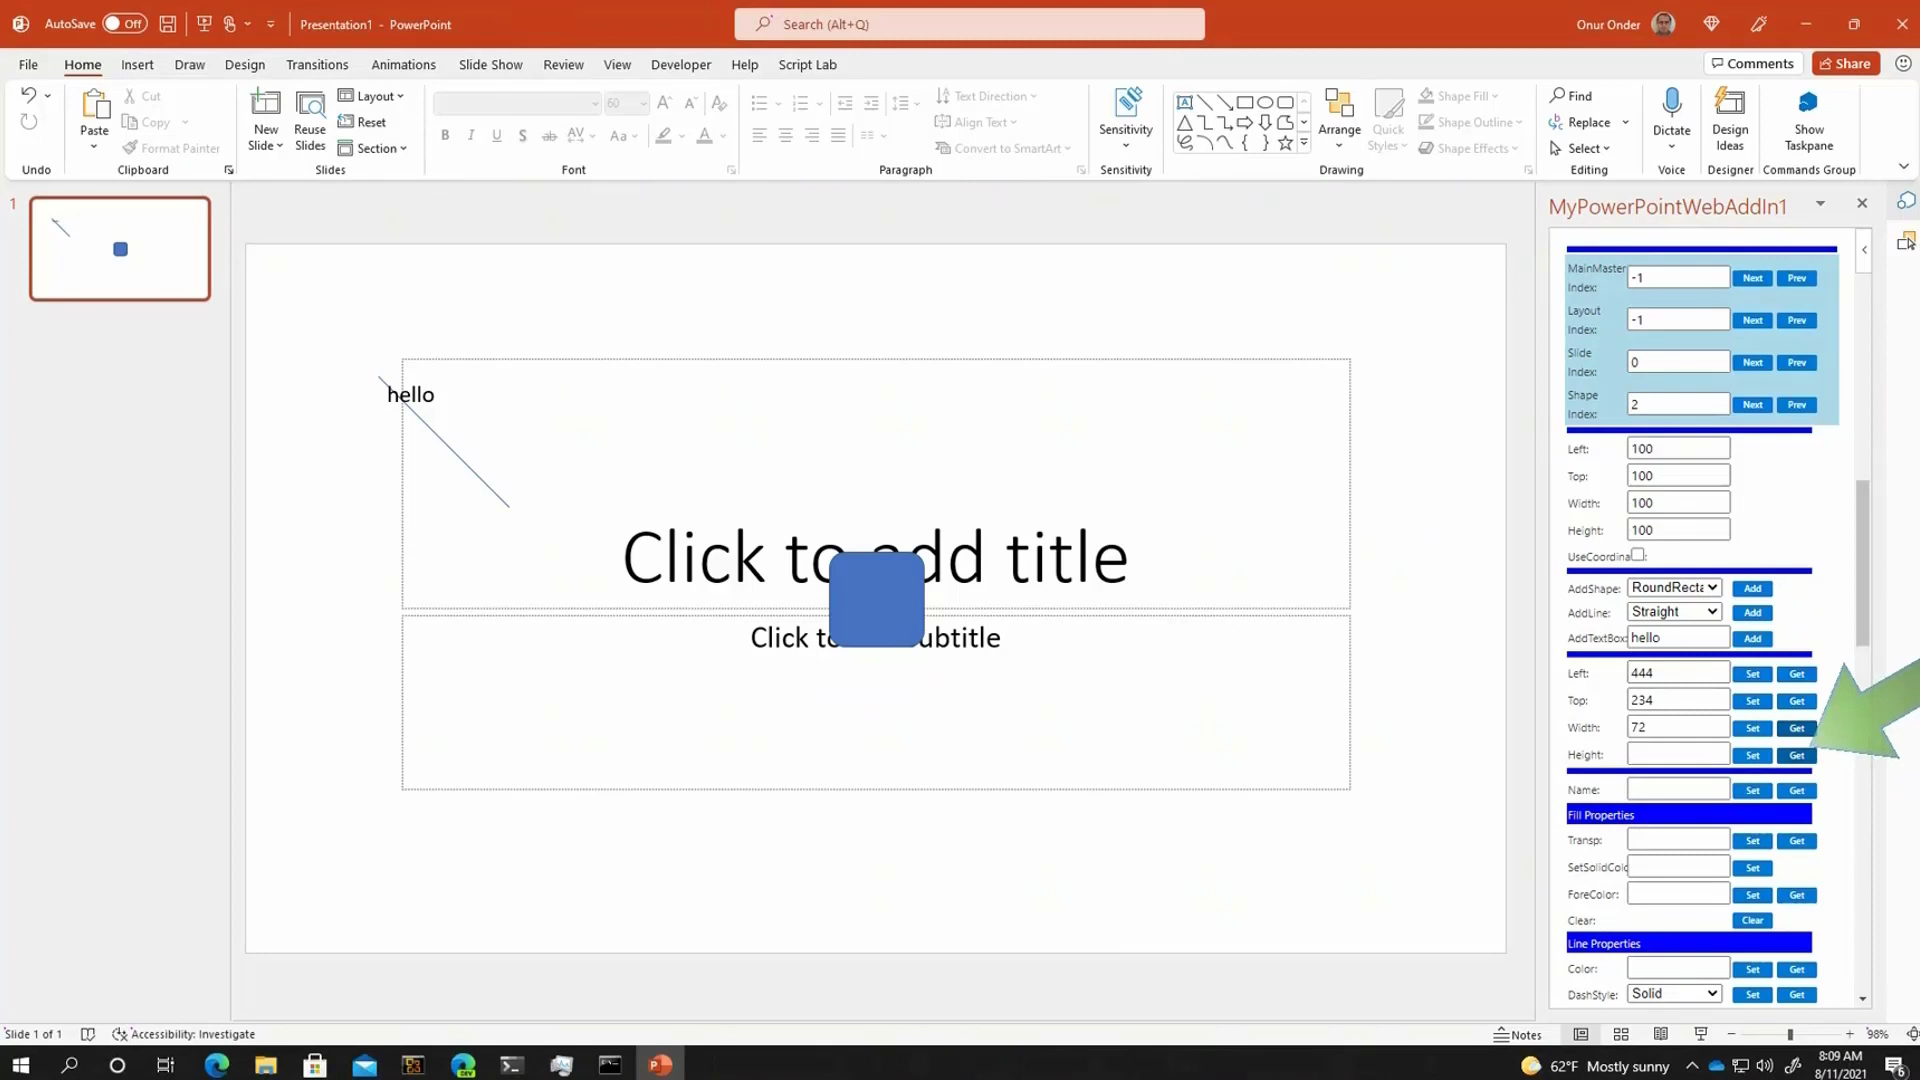 AutoSave Off Presentation1 - PowerPoint Search (Alt+Q) Onur Onder
File Home Insert Draw Design Transitions Animations Slide Show Review View Developer Help Script Lab Comments Share
Undo
Paste
Cut
Copy
Format Painter
Clipboard
New Slide
Reuse Slides
Layout
Reset
Section
Slides
60
B I U S ab AV Aa A
Font
Text Direction
Align Text
Convert to SmartArt
Paragraph
Sensitivity
Sensitivity
Arrange
Quick Styles
Shape Fill
Shape Outline
Shape Effects
Drawing
Find
Replace
Select
Editing
Dictate
Voice
Design Ideas
Designer
Show Taskpane
Commands Group
1
hello
Click to add title
Click to ubtitle
MyPowerPointWebAddIn1
MainMaster Index: -1 Next Prev
Layout Index: -1 Next Prev
Slide Index: 0 Next Prev
Shape Index: 2 Next Prev
Left: 100
Top: 100
Width: 100
Height: 100
UseCoordina :
AddShape: RoundRecta Add
AddLine: Straight Add
AddTextBox: hello Add
Left: 444 Set Get
Top: 234 Set Get
Width: 72 Set Get
Height: Set Get
Name: Set Get
Fill Properties
Transp: Set Get
SetSolidColo Set
ForeColor: Set Get
Clear: Clear
Line Properties
Color: Set Get
DashStyle: Solid Set Get
Slide 1 of 1 Accessibility: Investigate Notes 98%
62°F Mostly sunny 8:09 AM
8/11/2021 6